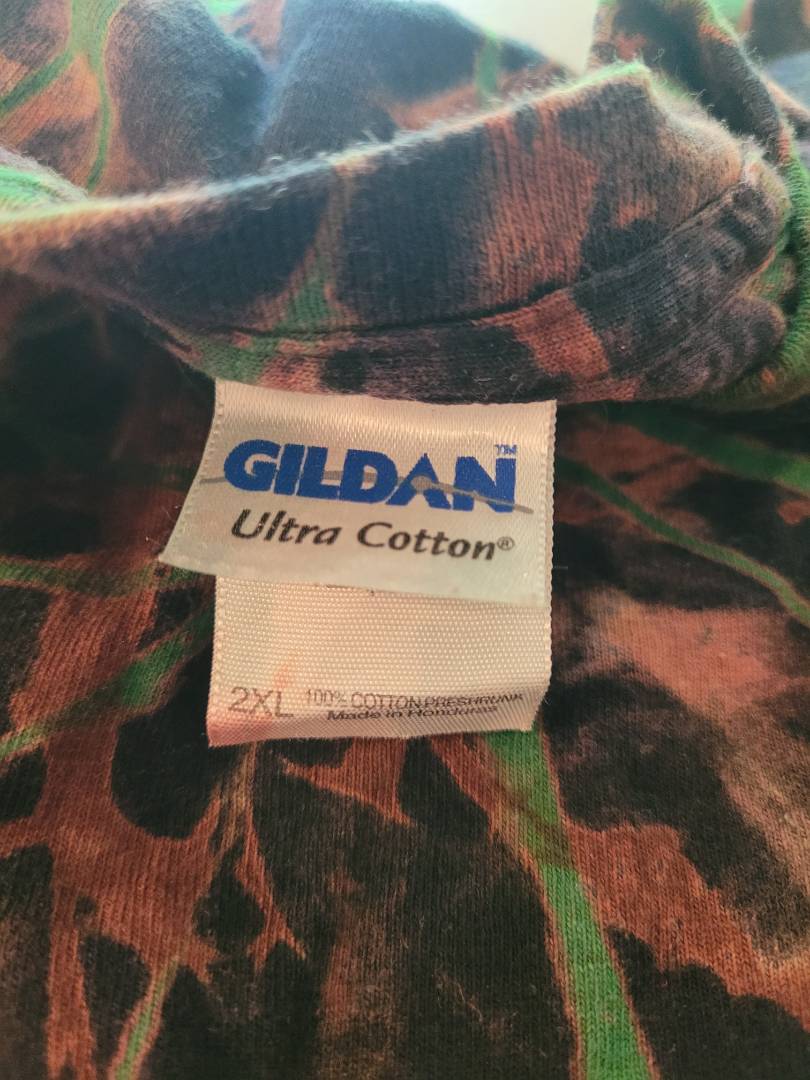 GILDAN™
Ultra Cotton®
2XL 100% COTTON PRESHRUNK
Made in Honduras